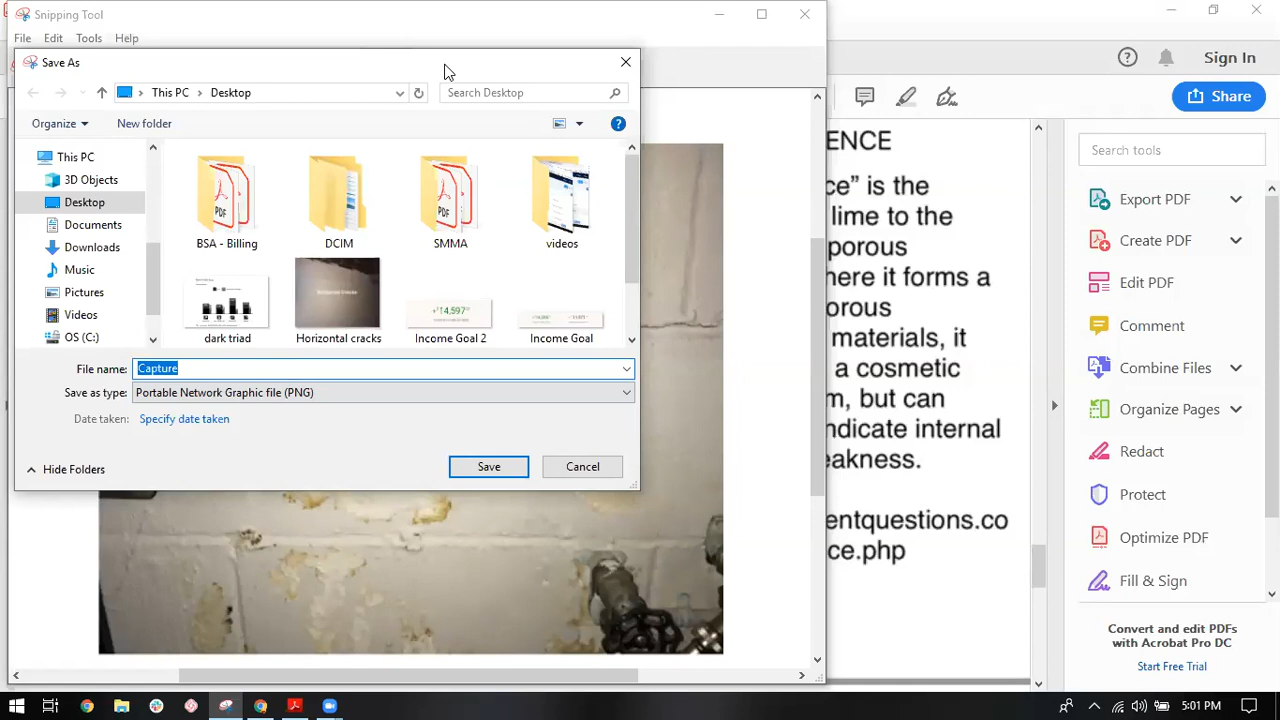 Snipping Tool
File Edit Tools Help
Save As
This PC Desktop
Search Desktop
Organize New folder
This PC
3D Objects
Desktop
Documents
Downloads
Music
Pictures
Videos
OS (C:)
BSA - Billing DCIM SMMA videos
14,597
dark triad Horizontal cracks Income Goal 2 Income Goal
File name: Capture
Save as type: Portable Network Graphic file (PNG)
Date taken: Specify date taken
Hide Folders
Save Cancel
Sign In
Share
ENCE
ce” is the
lime to the
porous
here it forms a
orous
materials, it
a cosmetic
m, but can
ndicate internal
eakness.
entquestions.co
ce.php
Search tools
Export PDF
Create PDF
Edit PDF
Comment
Combine Files
Organize Pages
Redact
Protect
Optimize PDF
Fill & Sign
Convert and edit PDFs
with Acrobat Pro DC
Start Free Trial
5:01 PM